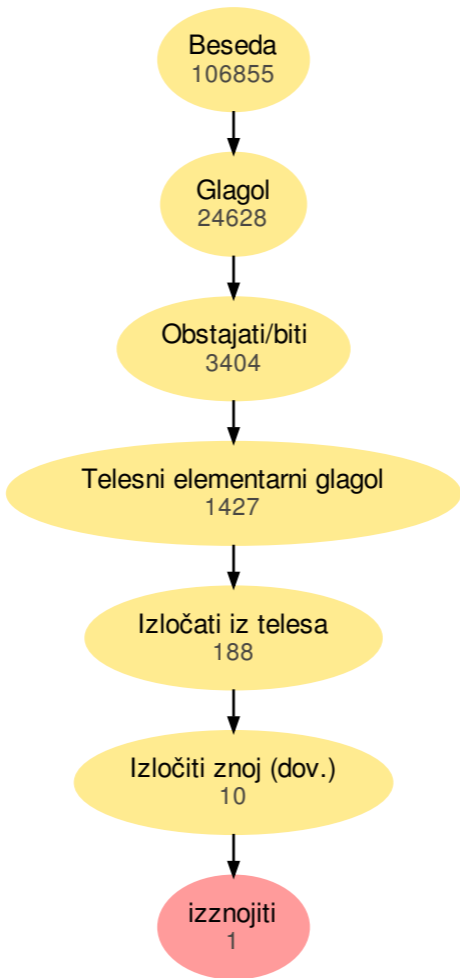 Beseda
106855
Glagol
24628
Obstajati/biti
3404
Telesni elementarni glagol
1427
Izločati iz telesa
188
Izločiti znoj (dov.)
10
izznojiti
1